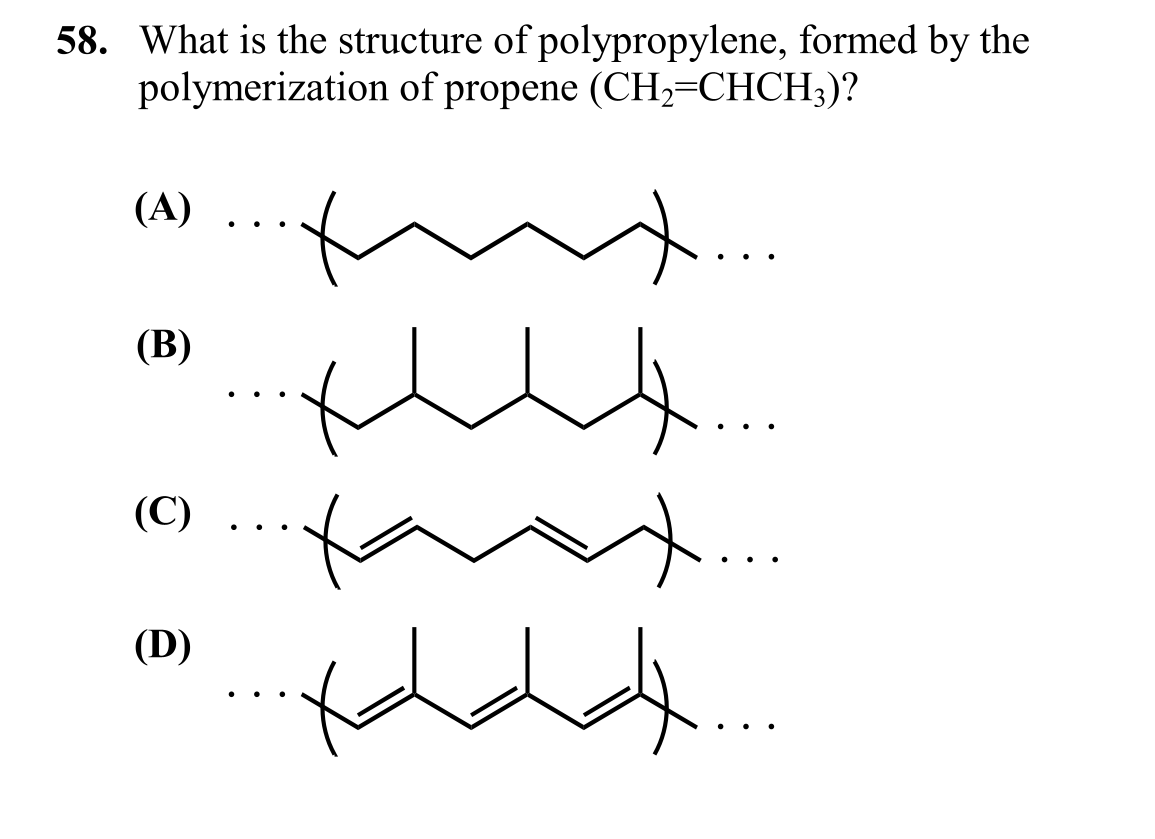 58. What is the structure of polypropylene, formed by the
polymerization of propene (CH₂=CHCH₃)?
(A) . . . ( ) . . .
(B) . . . ( ) . . .
(C) . . . ( ) . . .
(D) . . . ( ) . . .